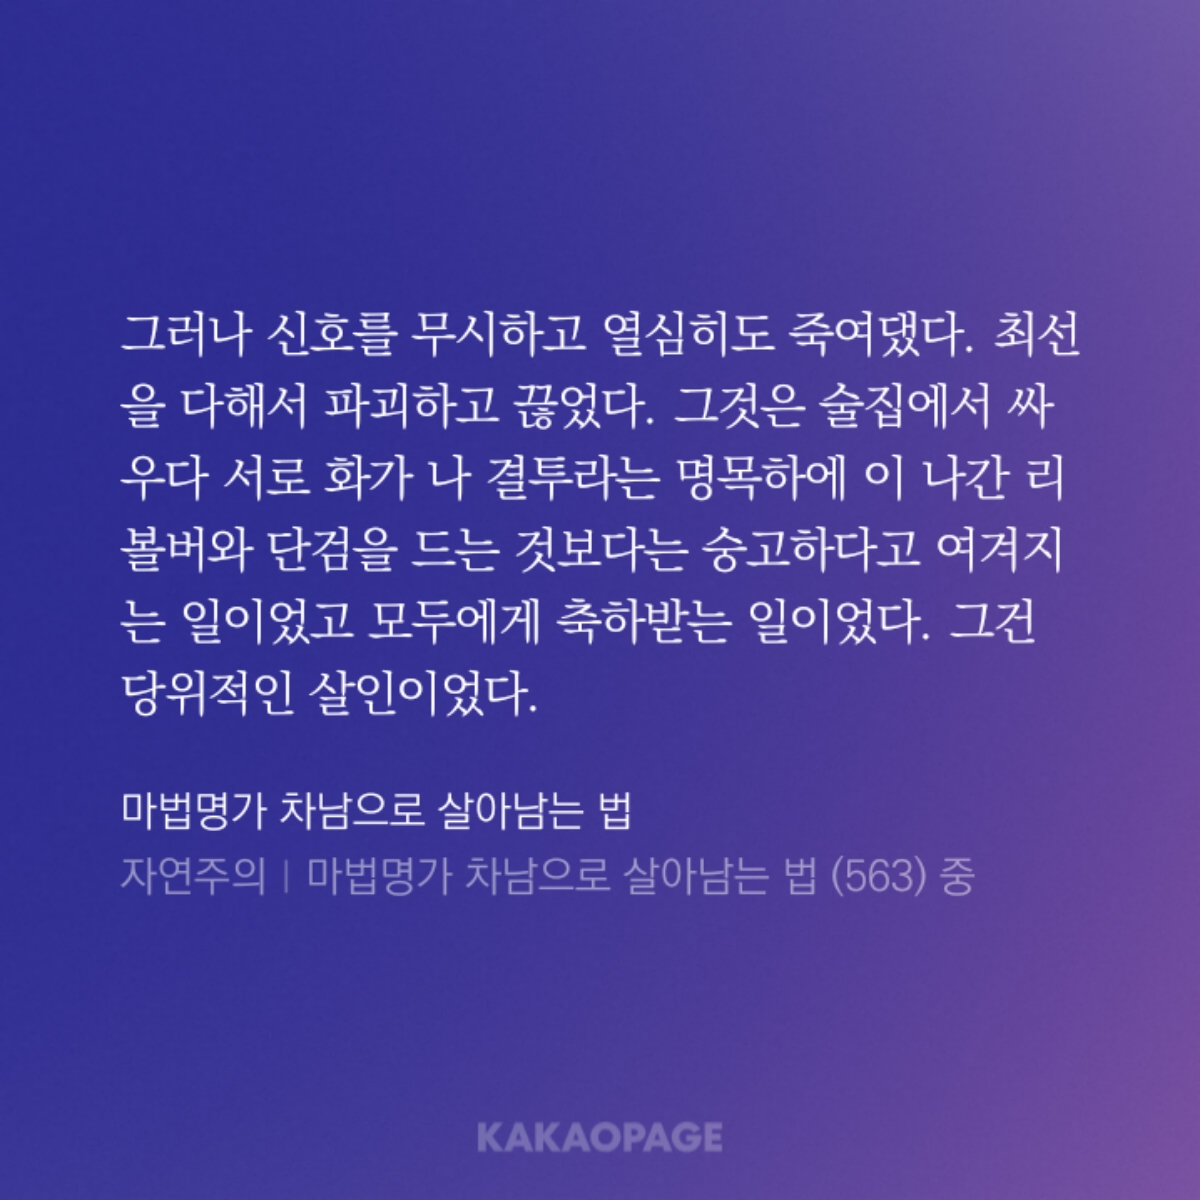 그러나 신호를 무시하고 열심히도 죽여댔다. 최선
을 다해서 파괴하고 끊었다. 그것은 술집에서 싸
우다 서로 화가 나 결투라는 명목하에 이 나간 리
볼버와 단검을 드는 것보다는 숭고하다고 여겨지
는 일이었고 모두에게 축하받는 일이었다. 그건
당위적인 살인이었다.
마법명가 차남으로 살아남는 법
자연주의 | 마법명가 차남으로 살아남는 법 (563) 중
KAKAOPAGE